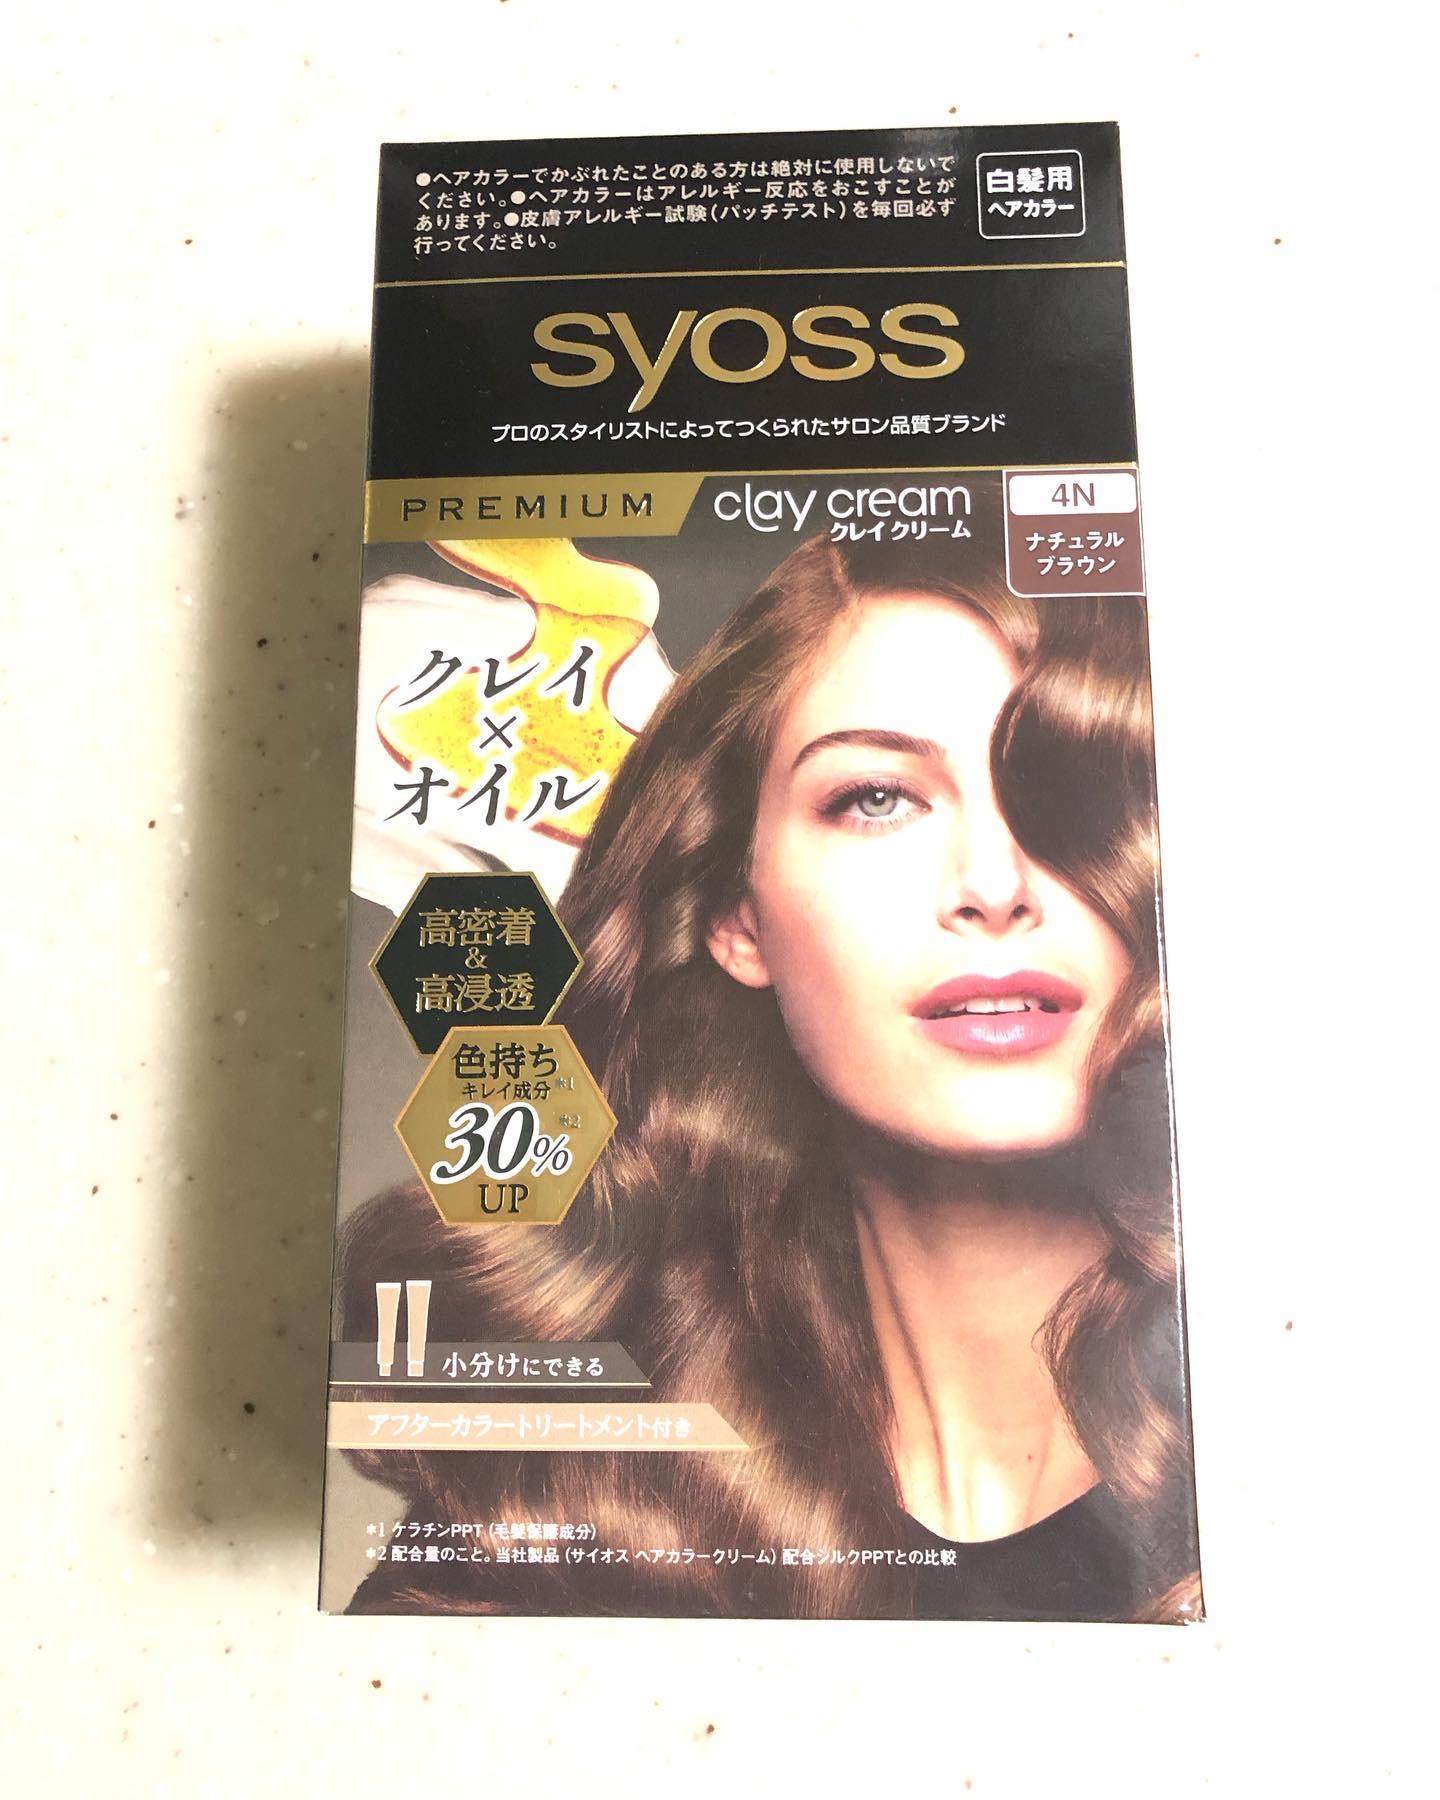 ●ヘアカラーでかぶれたことのある方は絶対に使用しないで
ください。●ヘアカラーはアレルギー反応をおこすことが
あります。●皮膚アレルギー試験(パッチテスト)を毎回必ず
行ってください。
白髪用
ヘアカラー
syoss
プロのスタイリストによってつくられたサロン品質ブランド
PREMIUM
clay cream
クレイ クリーム
4N
ナチュラル
ブラウン
クレイ
×
オイル
高密着
&
高浸透
色持ち
キレイ成分*1
30%*2
UP
小分けにできる
アフターカラートリートメント付き
*1 ケラチンPPT (毛髪保護成分)
*2 配合量のこと。当社製品 (サイオス ヘアカラークリーム) 配合シルクPPTとの比較